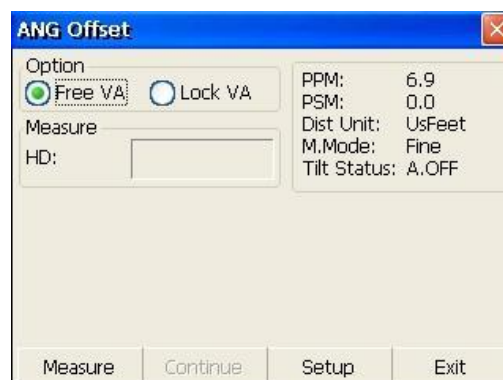 ANG Offset
Option
Free VA Lock VA
Measure
HD:
PPM: 6.9
PSM: 0.0
Dist Unit: UsFeet
M.Mode: Fine
Tilt Status: A.OFF
Measure Continue Setup Exit